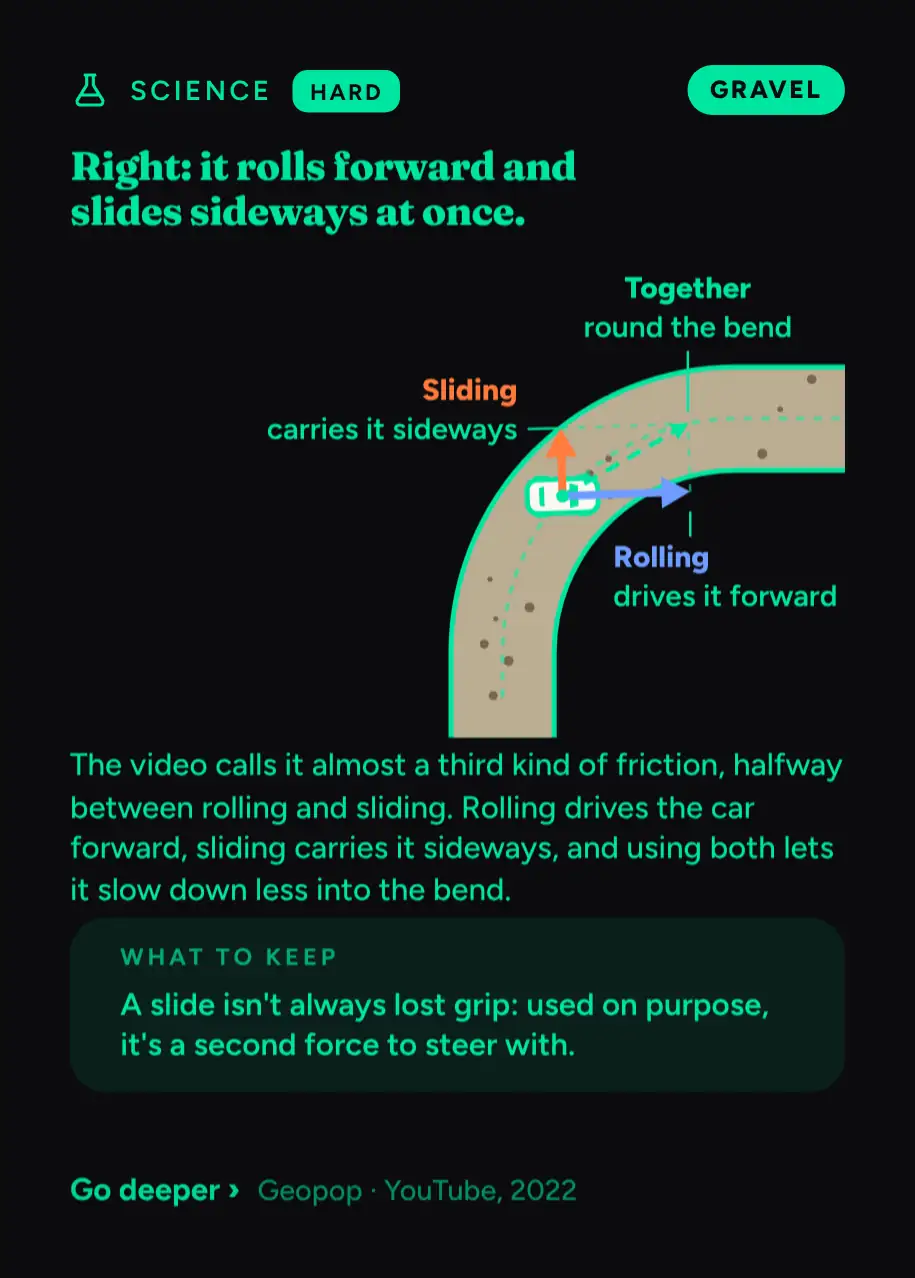 SCIENCE HARD GRAVEL
Right: it rolls forward and
slides sideways at once.
Together
round the bend
Sliding
carries it sideways
Rolling
drives it forward
The video calls it almost a third kind of friction, halfway
between rolling and sliding. Rolling drives the car
forward, sliding carries it sideways, and using both lets
it slow down less into the bend.
WHAT TO KEEP
A slide isn't always lost grip: used on purpose,
it's a second force to steer with.
Go deeper › Geopop · YouTube, 2022